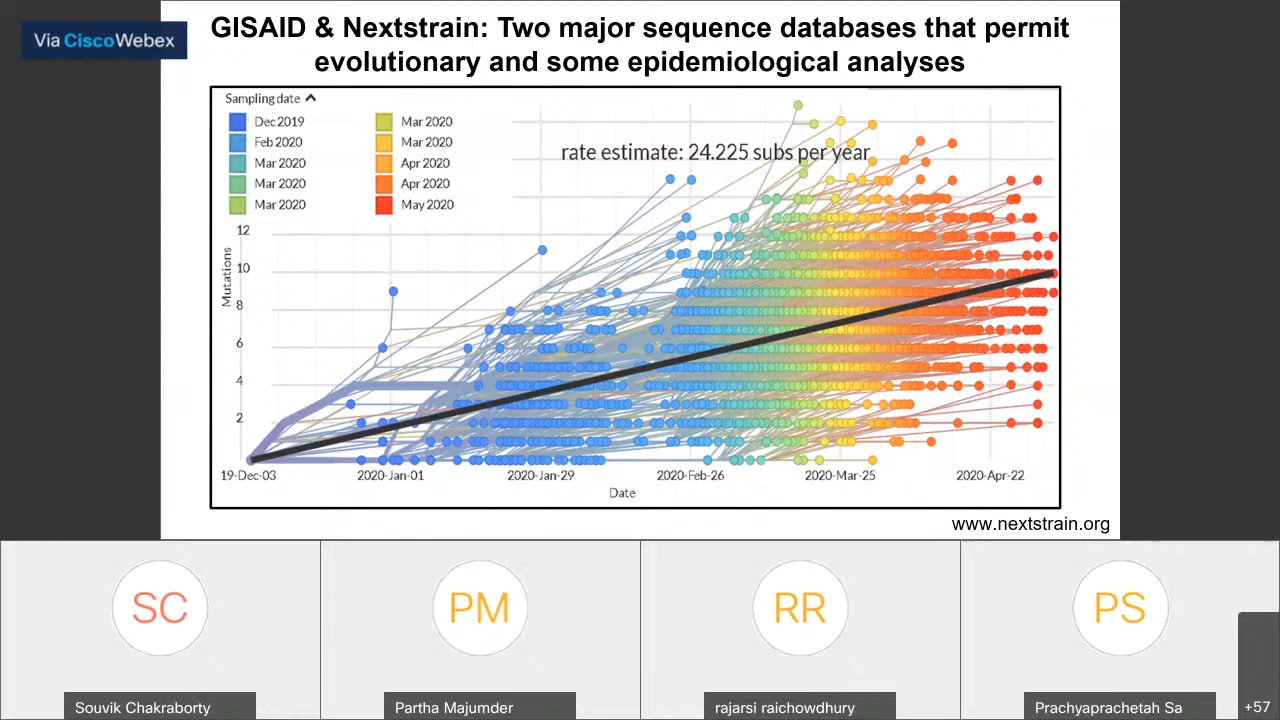 Via Cisco Webex
GISAID & Nextstrain: Two major sequence databases that permit
evolutionary and some epidemiological analyses
Sampling date
Dec 2019
Feb 2020
Mar 2020
Mar 2020
Mar 2020
Mar 2020
Mar 2020
Apr 2020
Apr 2020
May 2020
rate estimate: 24.225 subs per year
Mutations
12
10
8
6
4
2
19-Dec-03
2020-Jan-01
2020-Jan-29
2020-Feb-26
2020-Mar-25
2020-Apr-22
Date
www.nextstrain.org
SC
PM
RR
PS
Souvik Chakraborty
Partha Majumder
rajarsi raichowdhury
Prachyaprachetah Sa
+57